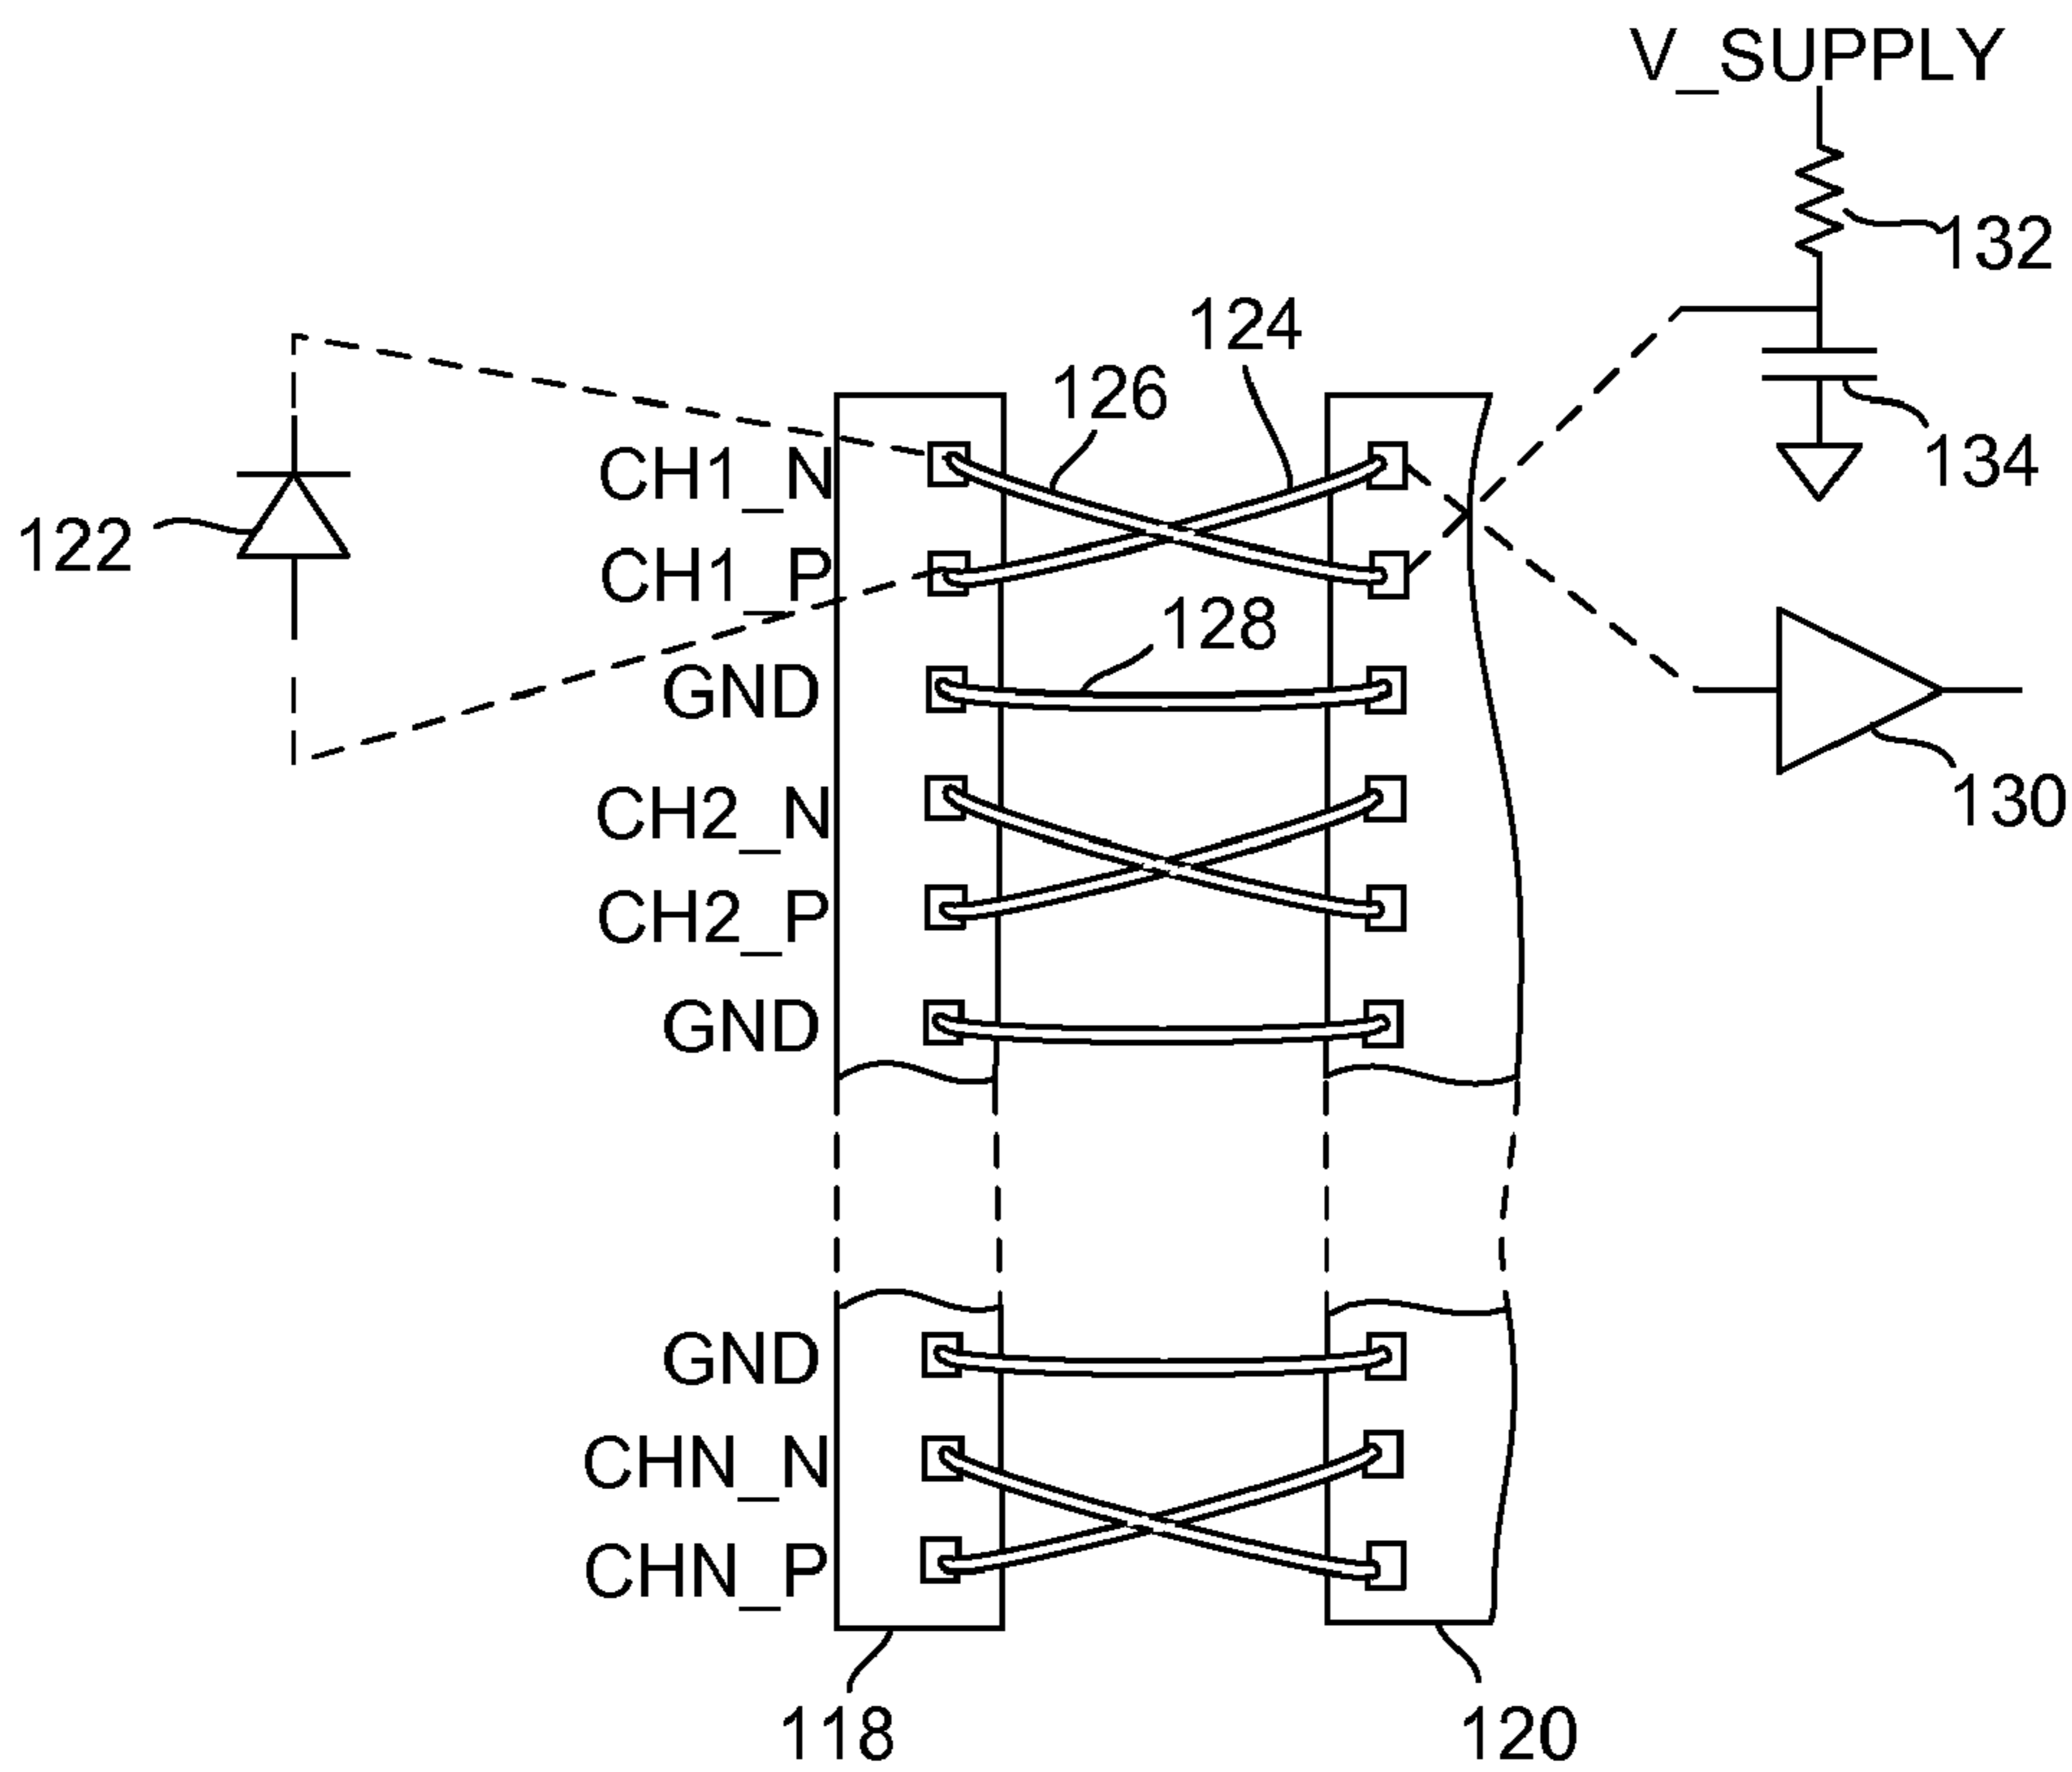 V_SUPPLY
132
124
126
134
CH1_N
122
CH1_P
128
GND
130
CH2_N
CH2_P
GND
GND
CHN_N
CHN_P
118
120